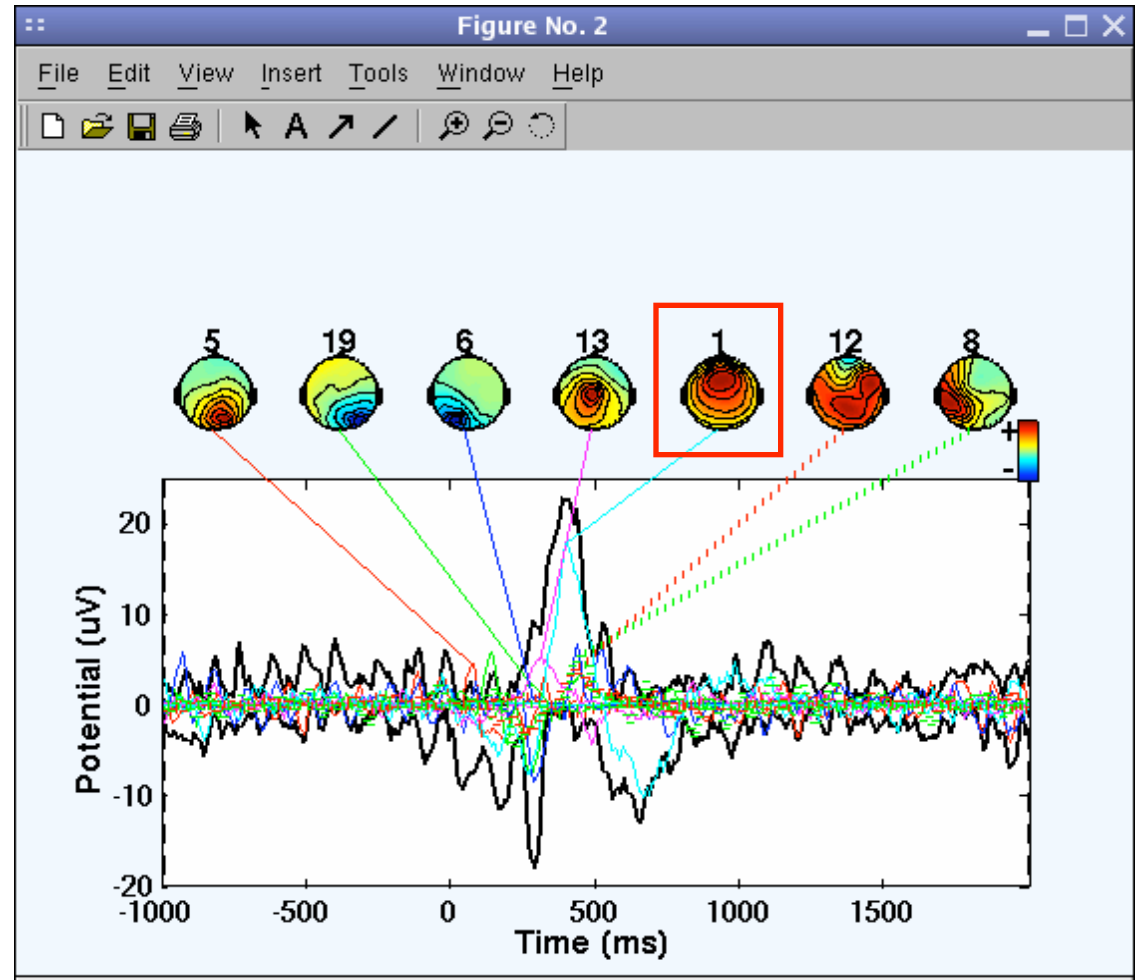 Figure No. 2
File Edit View Insert Tools Window Help
A
5 19 6 13 1 12 8
+
-
20
10
0
-10
-20
Potential (uV)
-1000 -500 0 500 1000 1500
Time (ms)